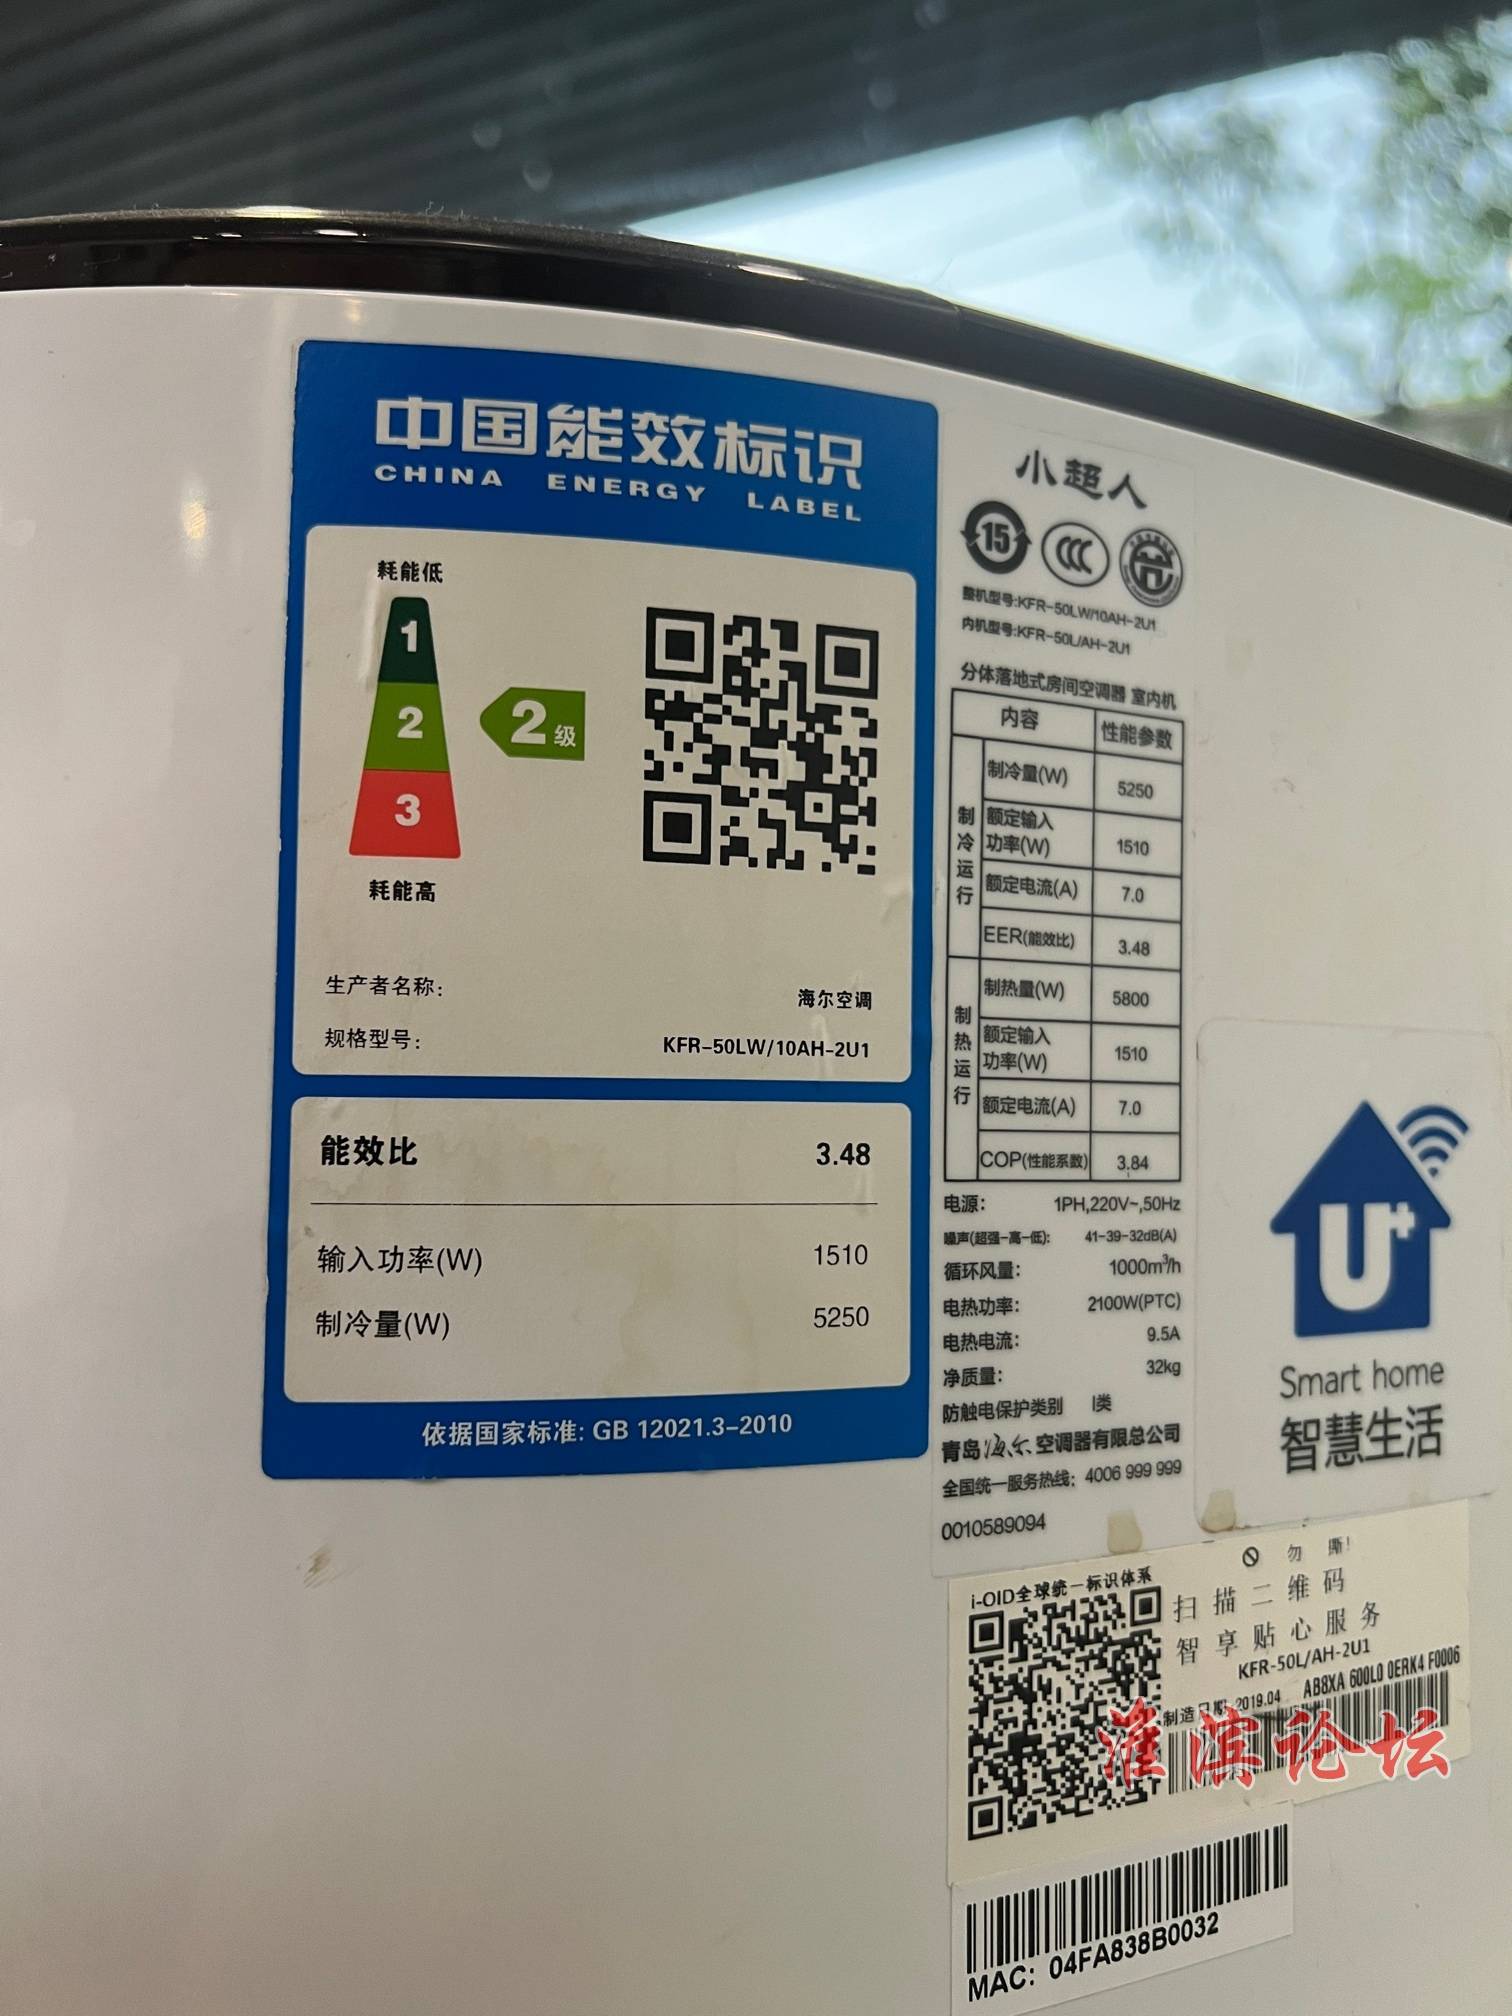 中国能效标识
CHINA ENERGY LABEL
耗能低
1
2
3
2级
耗能高
生产者名称： 海尔空调
规格型号： KFR-50LW/10AH-2U1
能效比 3.48
输入功率(W) 1510
制冷量(W) 5250
依据国家标准: GB 12021.3-2010
小超人
15
整机型号:KFR-50LW/10AH-2U1
内机型号:KFR-50L/AH-2U1
分体落地式房间空调器 室内机
内容 性能参数
制冷运行
制冷量(W) 5250
额定输入功率(W) 1510
额定电流(A) 7.0
EER(能效比) 3.48
制热运行
制热量(W) 5800
额定输入功率(W) 1510
额定电流(A) 7.0
COP(性能系数) 3.84
电源： 1PH,220V~,50Hz
噪声(超强-高-低): 41-39-32dB(A)
循环风量： 1000m³/h
电热功率： 2100W(PTC)
电热电流： 9.5A
净质量： 32kg
防触电保护类别 I类
青岛海尔空调器有限总公司
全国统一服务热线：4006 999 999
0010589094
U+
Smart home
智慧生活
勿撕!
i-OID全球统一标识体系
扫描二维码
智享贴心服务
KFR-50L/AH-2U1
制造日期 2019.04 AB8XA 600L0 0ERK4 F0006
淮滨论坛
MAC: 04FA838B0032